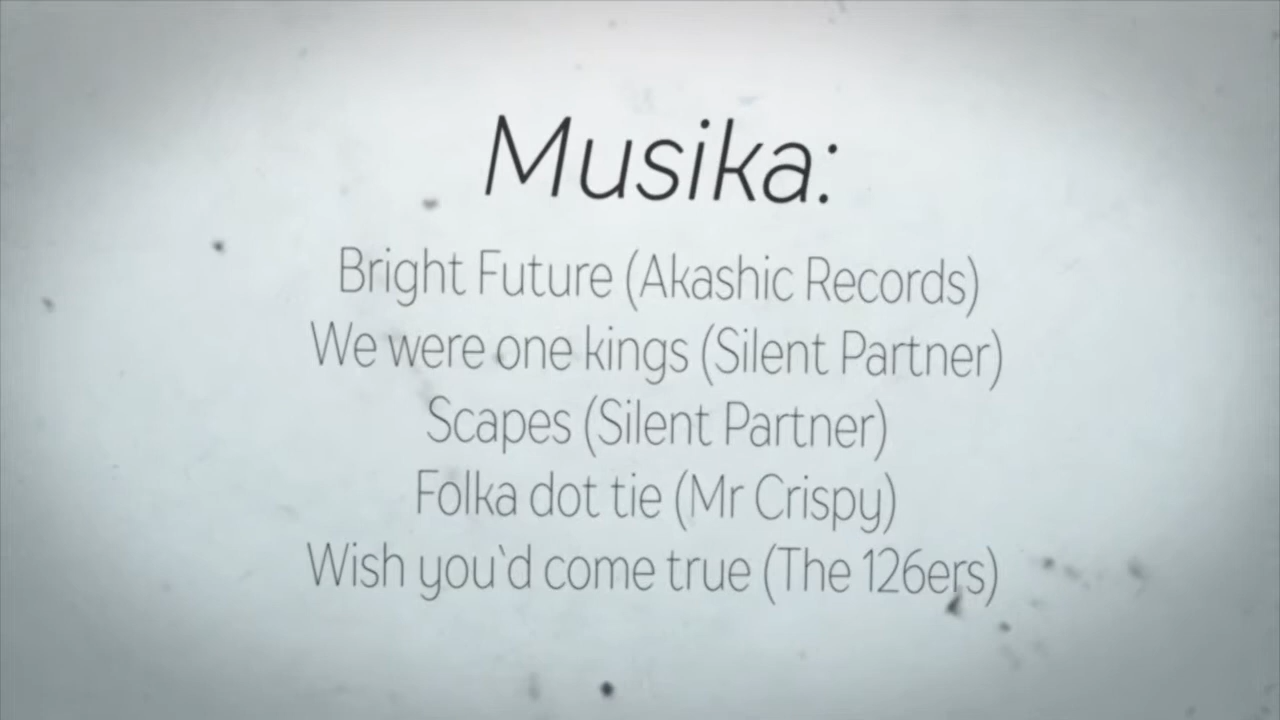 Musika:
Bright Future (Akashic Records)
We were one kings (Silent Partner)
Scapes (Silent Partner)
Folka dot tie (Mr Crispy)
Wish you`d come true (The 126ers)